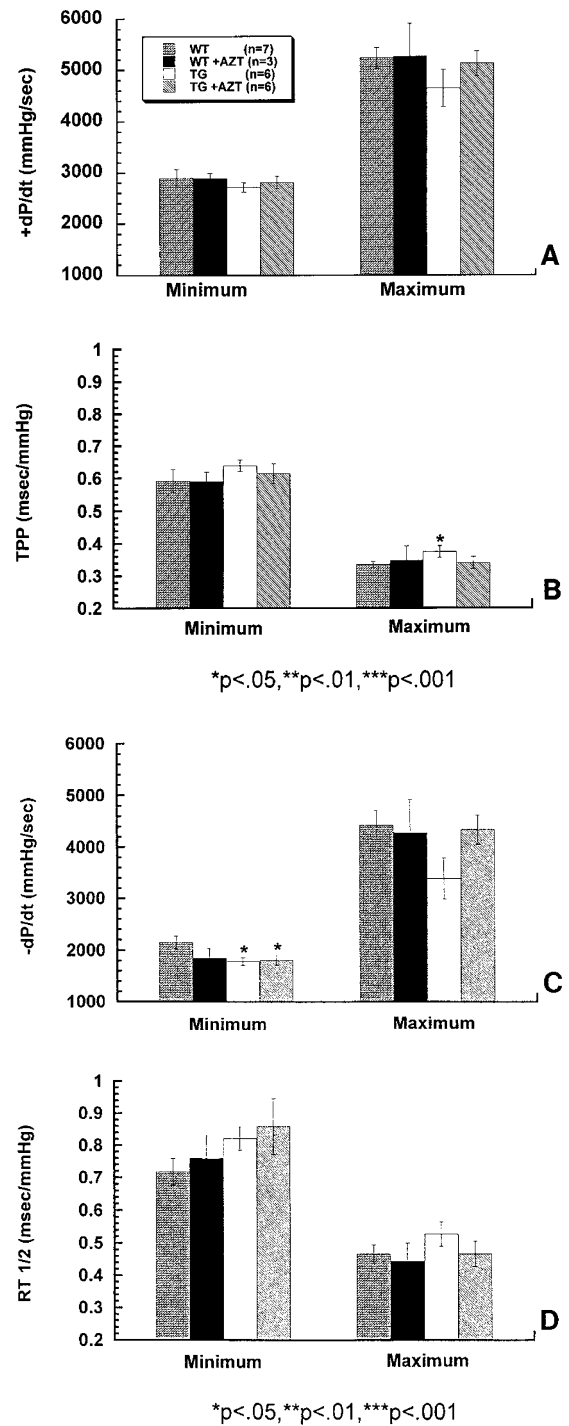 6000
5000
4000
3000
2000
1000
+dP/dt (mmHg/sec)
WT (n=7)
WT +AZT (n=3)
TG (n=6)
TG +AZT (n=6)
Minimum Maximum
A
1
0.9
0.8
0.7
0.6
0.5
0.4
0.3
0.2
TPP (msec/mmHg)
*
Minimum Maximum
B
*p<.05,**p<.01,***p<.001
6000
5000
4000
3000
2000
1000
-dP/dt (mmHg/sec)
* *
Minimum Maximum
C
1
0.9
0.8
0.7
0.6
0.5
0.4
0.3
0.2
RT 1/2 (msec/mmHg)
Minimum Maximum
D
*p<.05,**p<.01,***p<.001